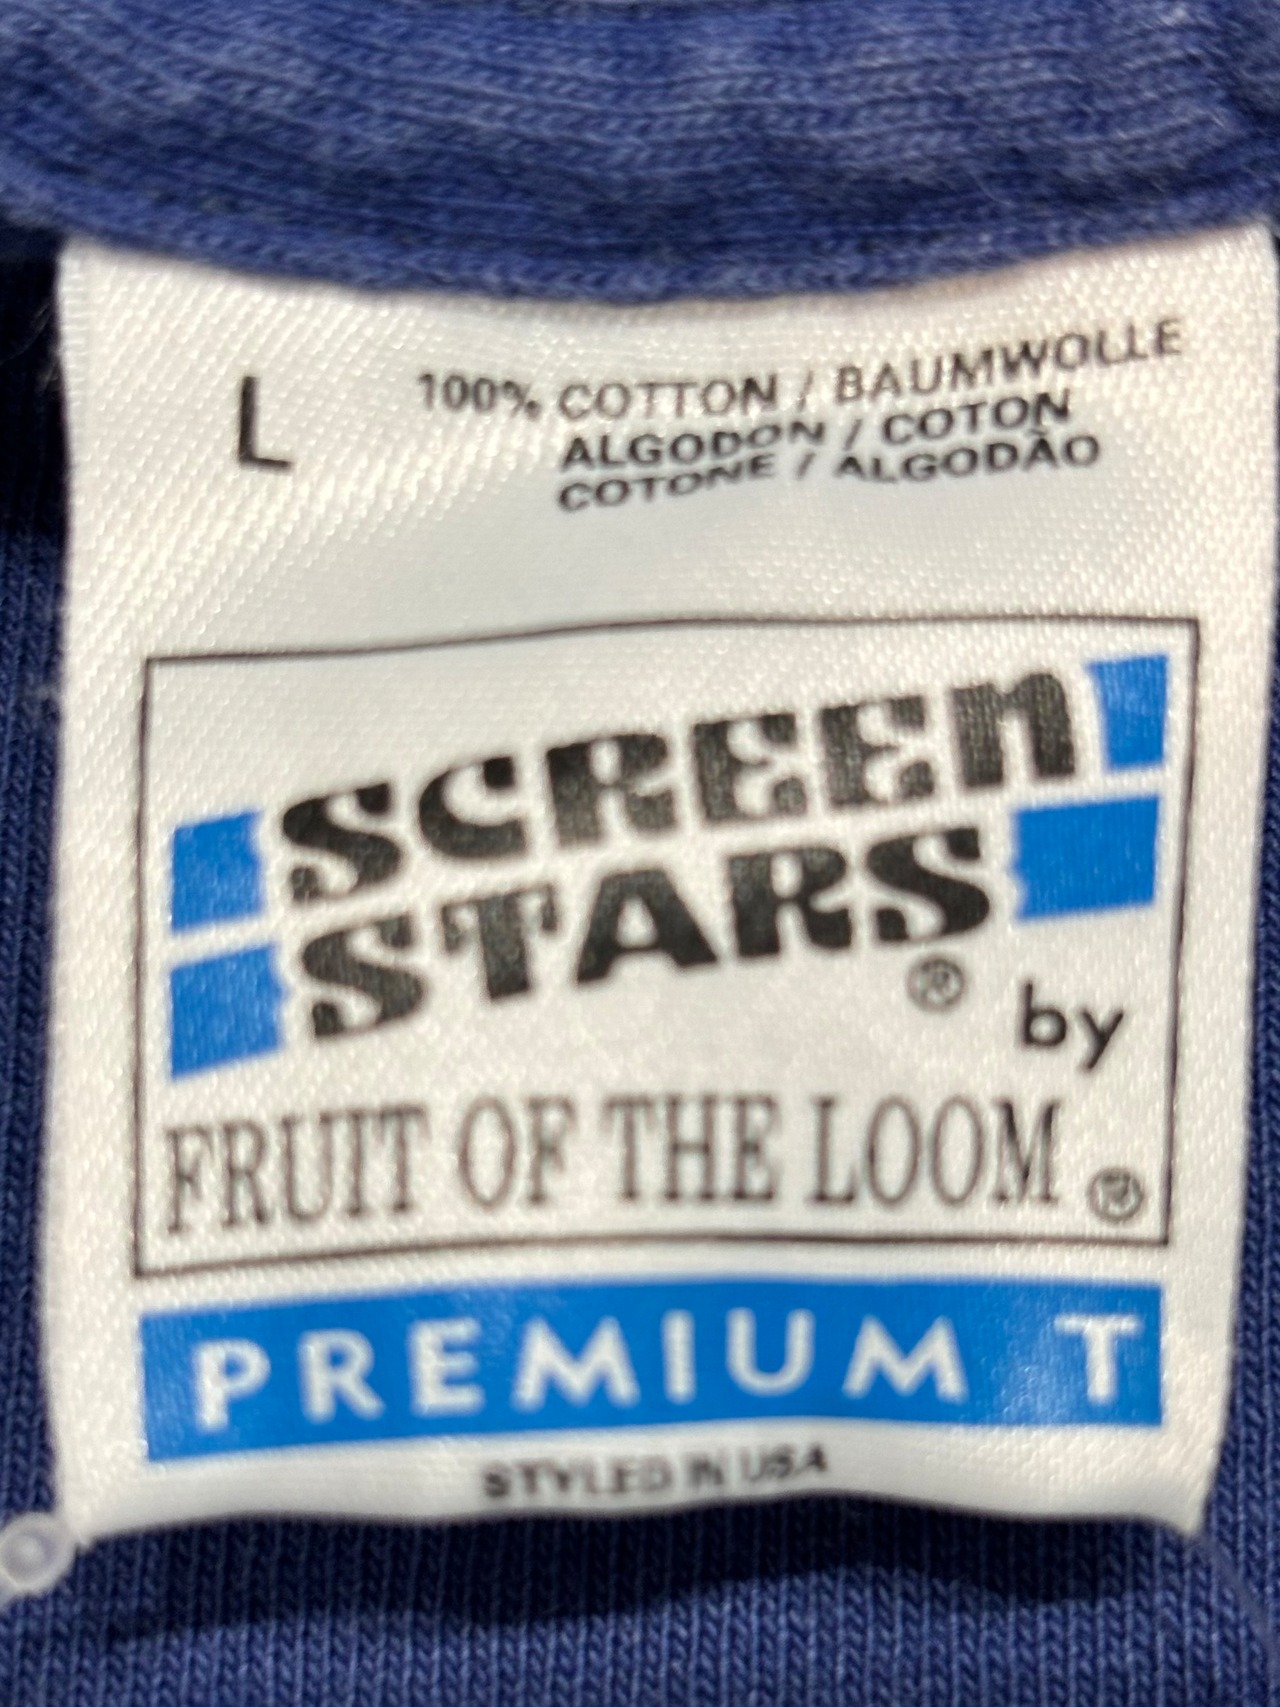 L
100% COTTON / BAUMWOLLE
ALGODON / COTON
COTONE / ALGODÃO
SCREEN
STARS® by
FRUIT OF THE LOOM®
PREMIUM T
STYLED IN USA